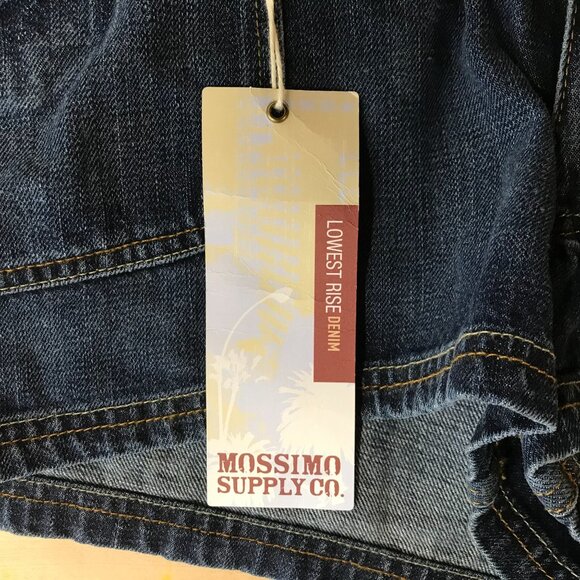 LOWEST RISE DENIM
MOSSIMO
SUPPLY CO.